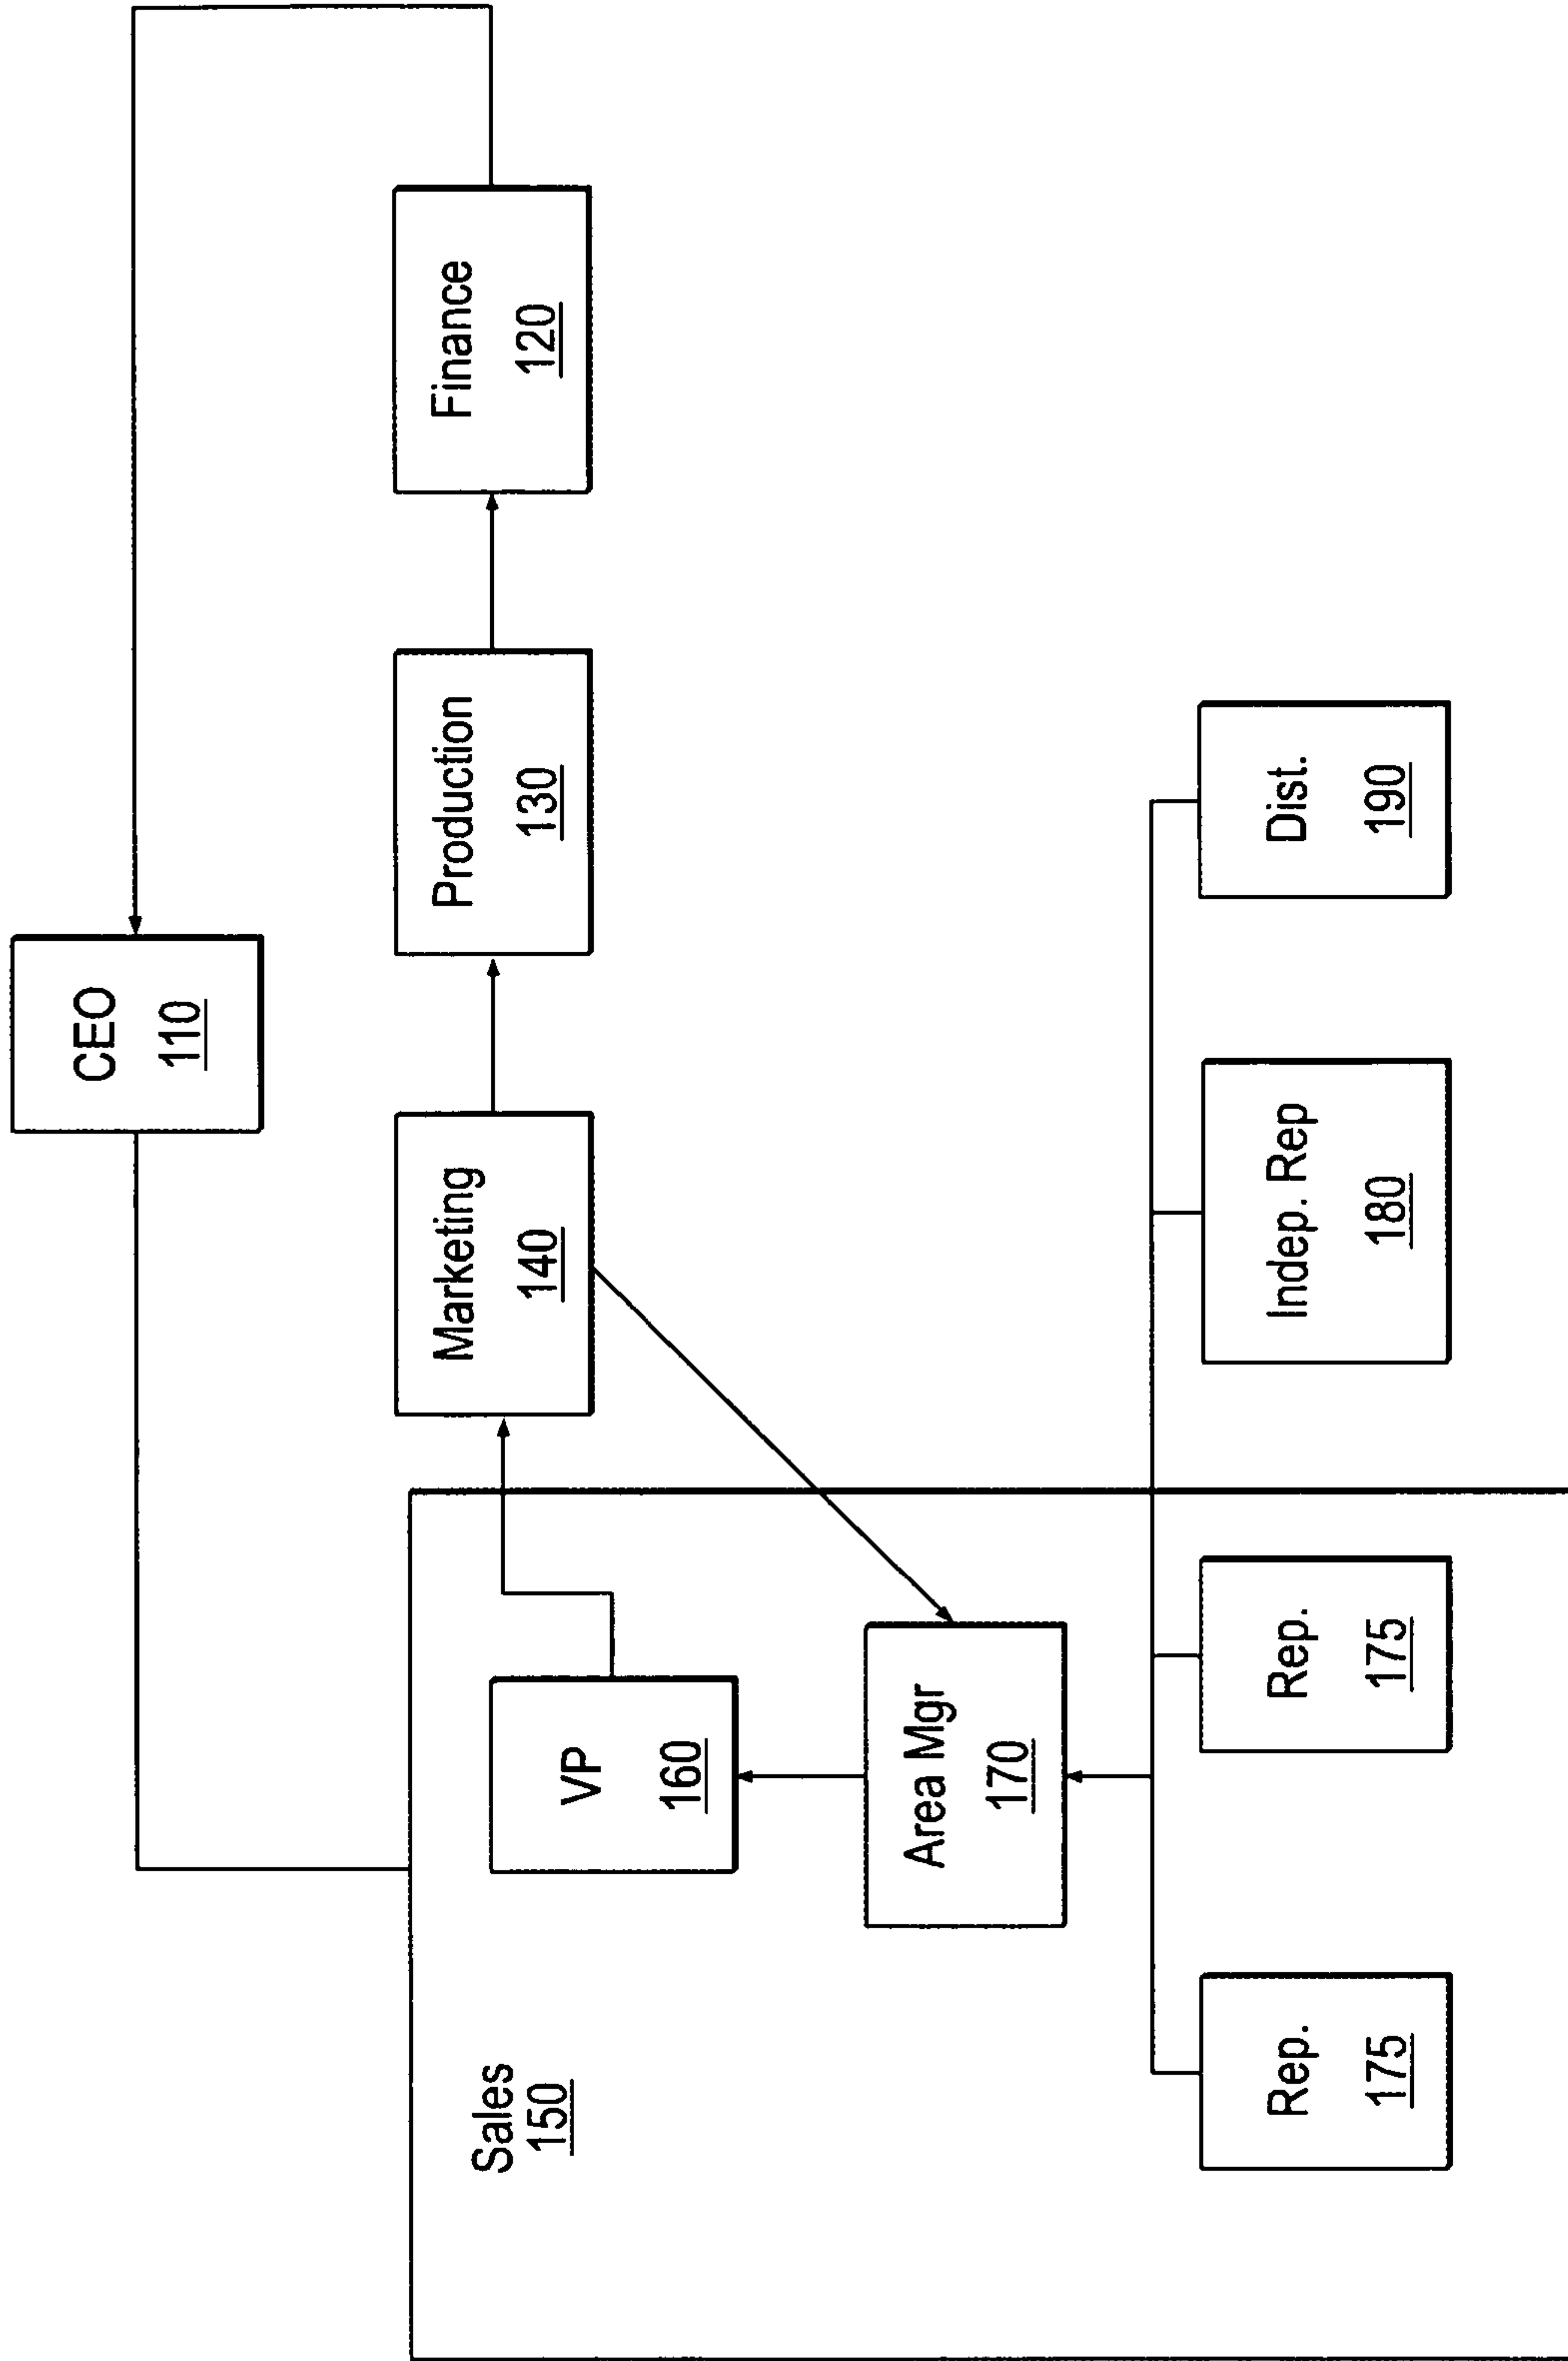 CEO
110
Sales
150
VP
160
Marketing
140
Production
130
Finance
120
Area Mgr
170
Rep.
175
Rep.
175
Indep. Rep
180
Dist.
190